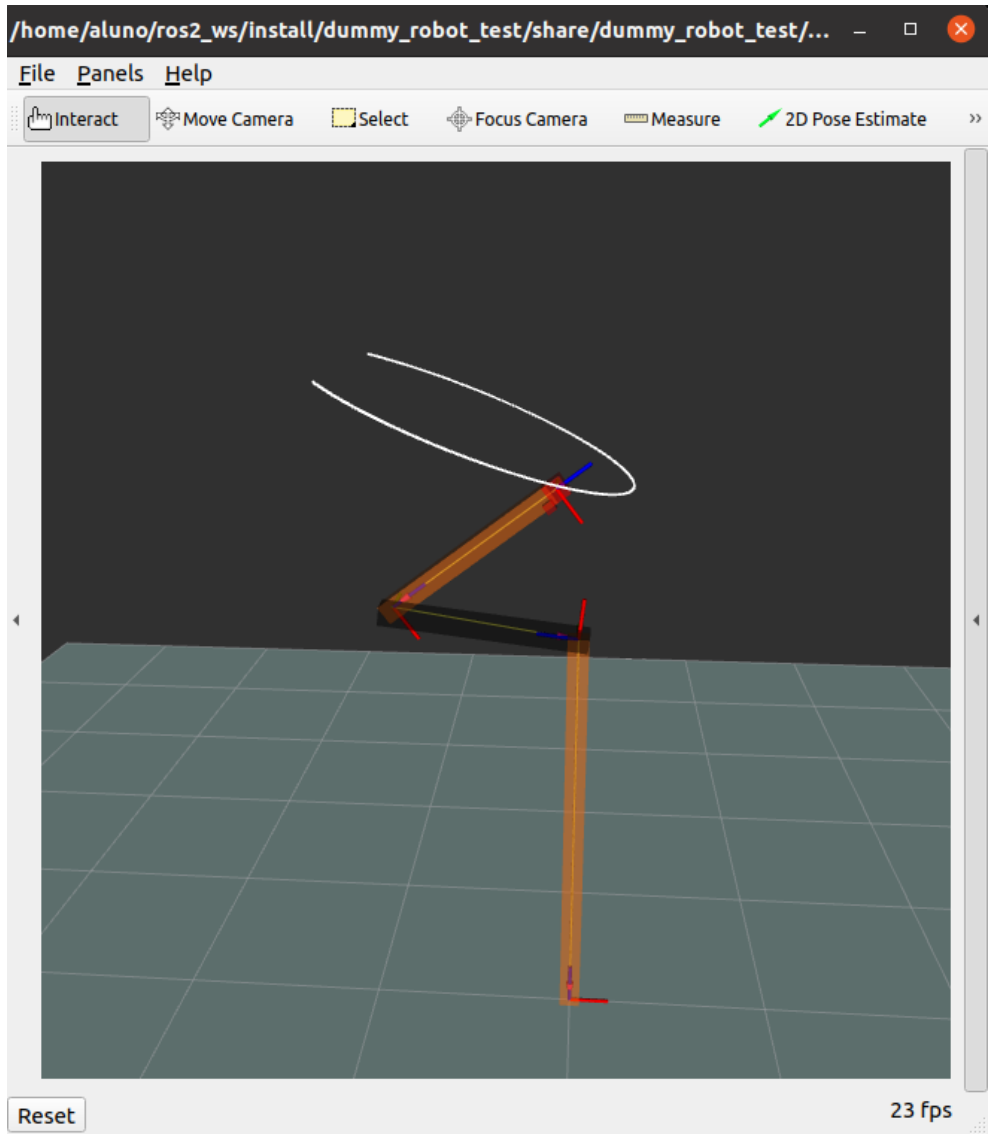 /home/aluno/ros2_ws/install/dummy_robot_test/share/dummy_robot_test/...
File Panels Help
Interact Move Camera Select Focus Camera Measure 2D Pose Estimate »
Reset 23 fps